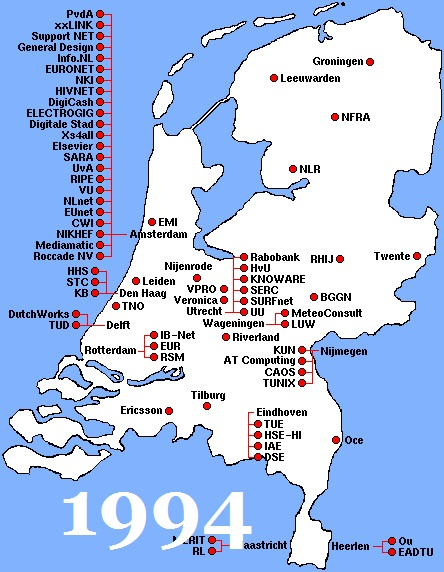 PvdA
xxLINK
Support NET
General Design
Info.NL
EURONET
NKI
HIVNET
DigiCash
ELECTROGIG
Digitale Stad
Xs4all
Elsevier
SARA
UvA
RIPE
VU
NLnet
EUnet
CWI
NIKHEF
Amsterdam
Mediamatic
Roccade NV
Groningen
Leeuwarden
NFRA
NLR
EMI
HHS
STC
KB
Den Haag
Leiden
TNO
Nijenrode
VPRO
Veronica
Utrecht
Rabobank
HvU
KNOWARE
SERC
SURFnet
UU
RHIJ
Twente
BGGN
Wageningen
MeteoConsult
LUW
DutchWorks
TUD
Delft
Rotterdam
IB-Net
EUR
RSM
Riverland
KUN
Nijmegen
AT Computing
CAOS
TUNIX
Tilburg
Ericsson
Eindhoven
TUE
HSE-HI
IAE
DSE
Oce
1994
RL
Heerlen
Ou
EADTU